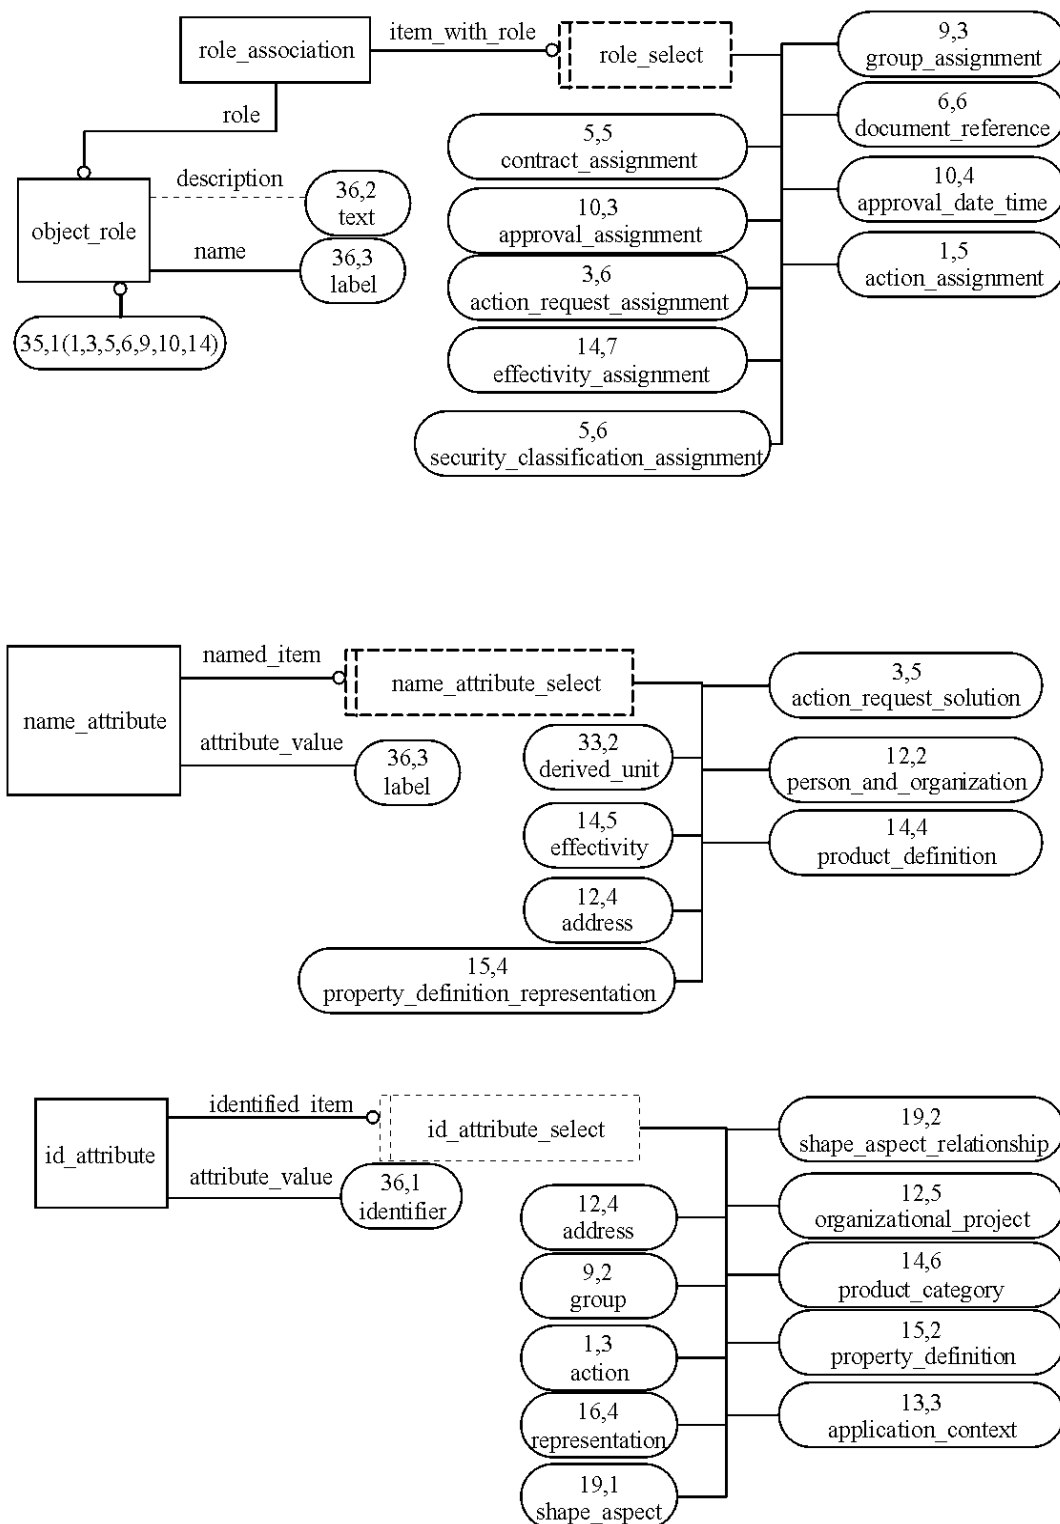 role_association
item_with_role
role_select
9,3
group_assignment
role
6,6
document_reference
5,5
contract_assignment
description
36,2
text
10,4
approval_date_time
object_role
10,3
approval_assignment
name
36,3
label
1,5
action_assignment
3,6
action_request_assignment
35,1(1,3,5,6,9,10,14)
14,7
effectivity_assignment
5,6
security_classification_assignment
named_item
name_attribute_select
3,5
action_request_solution
name_attribute
attribute_value
36,3
label
33,2
derived_unit
12,2
person_and_organization
14,5
effectivity
14,4
product_definition
12,4
address
15,4
property_definition_representation
identified_item
id_attribute_select
19,2
shape_aspect_relationship
id_attribute
attribute_value
36,1
identifier
12,4
address
12,5
organizational_project
9,2
group
14,6
product_category
1,3
action
15,2
property_definition
16,4
representation
13,3
application_context
19,1
shape_aspect